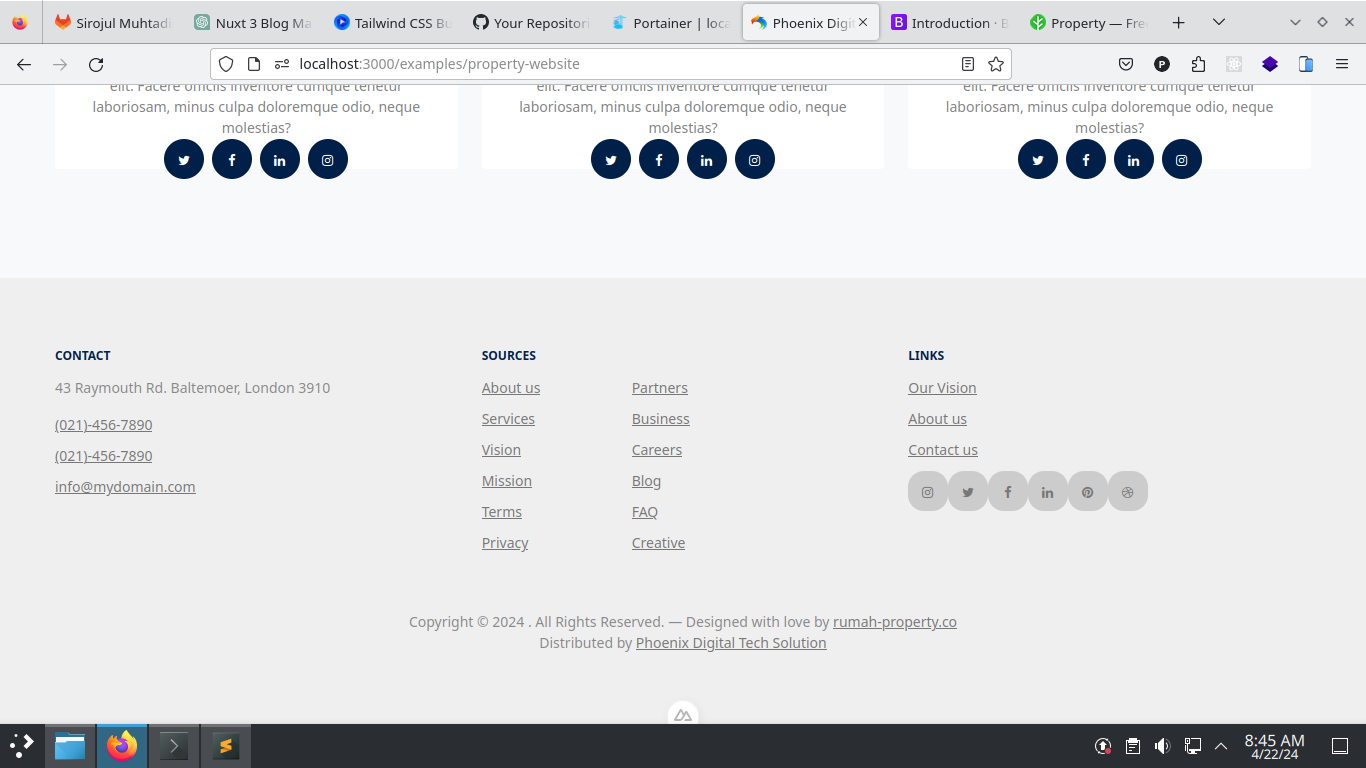 Sirojul Muhtadi
Nuxt 3 Blog Ma
Tailwind CSS Bu
Your Repositori
Portainer | loca
Phoenix Digit
Introduction · B
Property — Free
localhost:3000/examples/property-website
elit. Facere officiis inventore cumque tenetur
laboriosam, minus culpa doloremque odio, neque
molestias?
elit. Facere officiis inventore cumque tenetur
laboriosam, minus culpa doloremque odio, neque
molestias?
elit. Facere officiis inventore cumque tenetur
laboriosam, minus culpa doloremque odio, neque
molestias?
CONTACT
43 Raymouth Rd. Baltemoer, London 3910
(021)-456-7890
(021)-456-7890
info@mydomain.com
SOURCES
About us
Services
Vision
Mission
Terms
Privacy
Partners
Business
Careers
Blog
FAQ
Creative
LINKS
Our Vision
About us
Contact us
Copyright © 2024 . All Rights Reserved. — Designed with love by rumah-property.co
Distributed by Phoenix Digital Tech Solution
8:45 AM
4/22/24